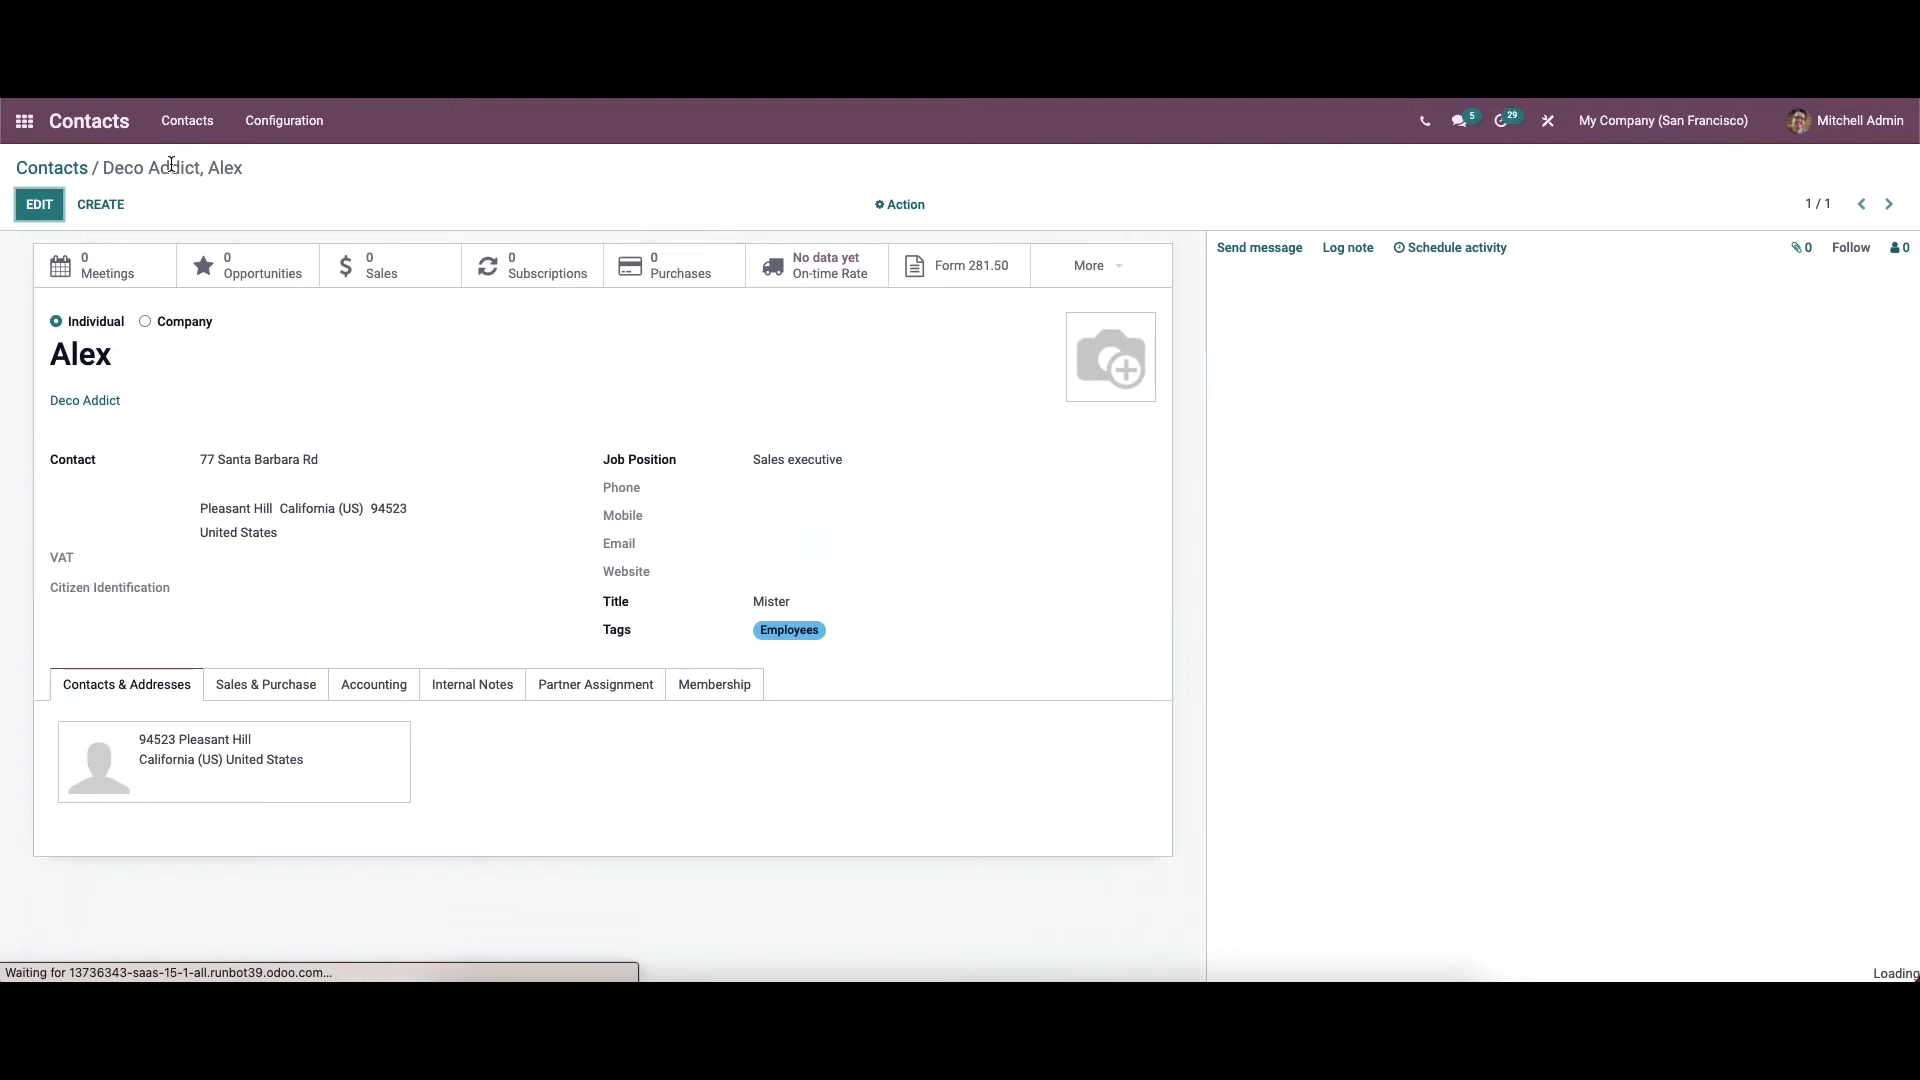 Contacts Contacts Configuration 5 29 My Company (San Francisco) Mitchell Admin
Contacts / Deco Addict, Alex
EDIT CREATE Action 1 / 1
0 Meetings
0 Opportunities
0 Sales
0 Subscriptions
0 Purchases
No data yet On-time Rate
Form 281.50
More
Send message Log note Schedule activity 0 Follow 0
Individual Company
Alex
Deco Addict
Contact 77 Santa Barbara Rd
Pleasant Hill California (US) 94523
United States
VAT
Citizen Identification
Job Position Sales executive
Phone
Mobile
Email
Website
Title Mister
Tags Employees
Contacts & Addresses Sales & Purchase Accounting Internal Notes Partner Assignment Membership
94523 Pleasant Hill
California (US) United States
Waiting for 13736343-saas-15-1-all.runbot39.odoo.com...
Loading